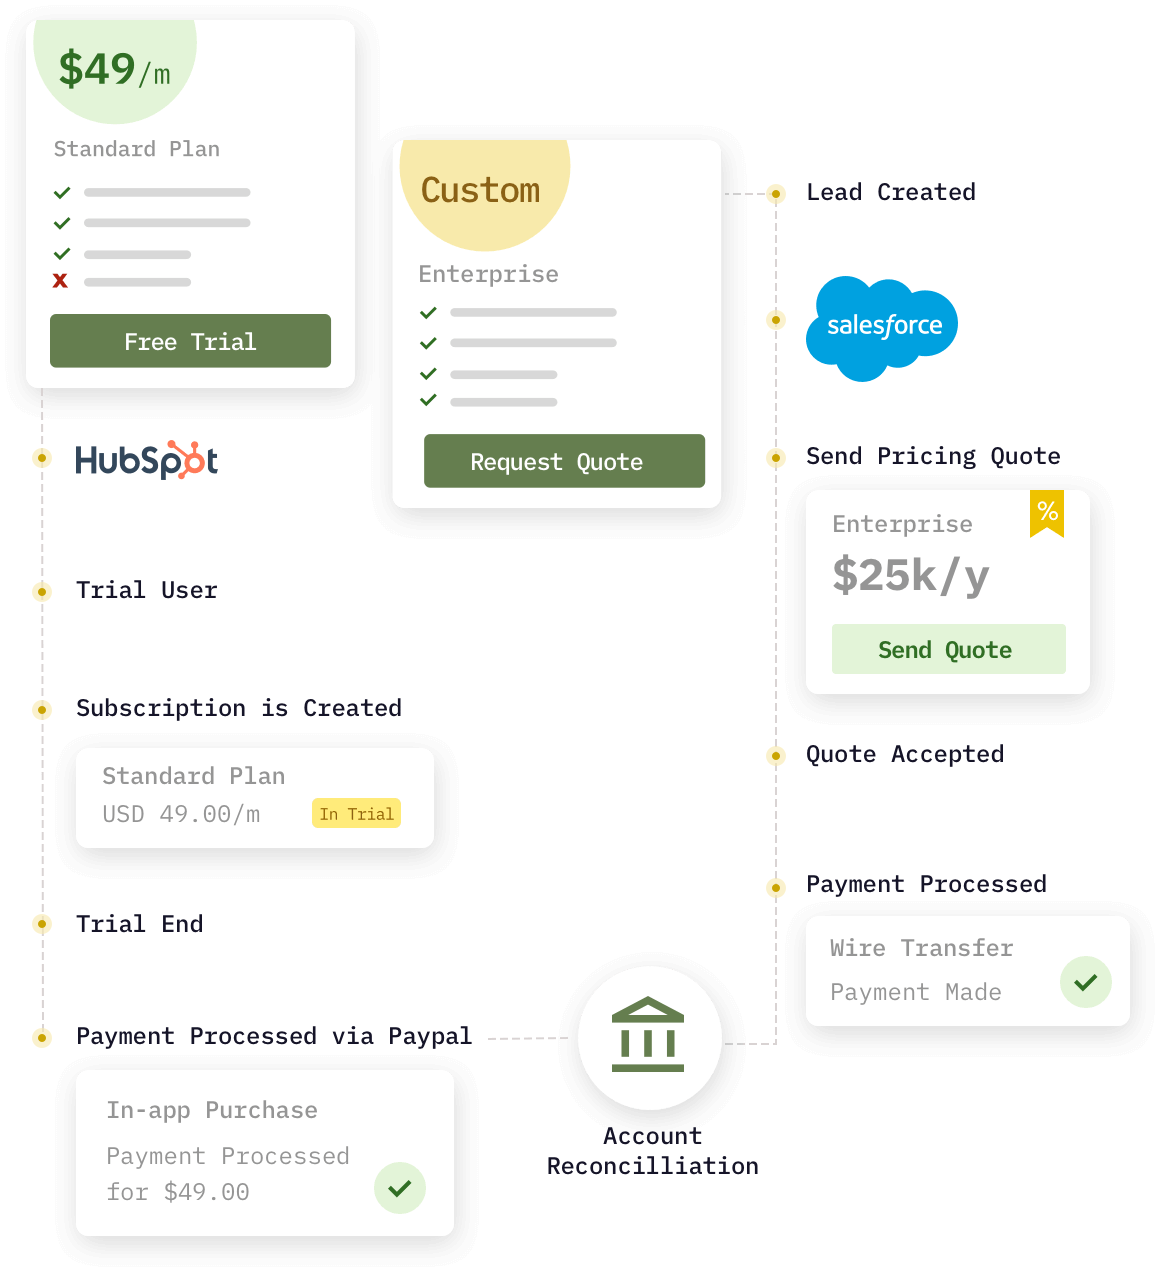 $49/m
Standard Plan
Free Trial
HubSpot
Trial User
Subscription is Created
Standard Plan
USD 49.00/m
In Trial
Trial End
Payment Processed via Paypal
In-app Purchase
Payment Processed
for $49.00
Custom
Enterprise
Request Quote
Lead Created
salesforce
Send Pricing Quote
Enterprise
%
$25k/y
Send Quote
Quote Accepted
Payment Processed
Wire Transfer
Payment Made
Account
Reconcilliation